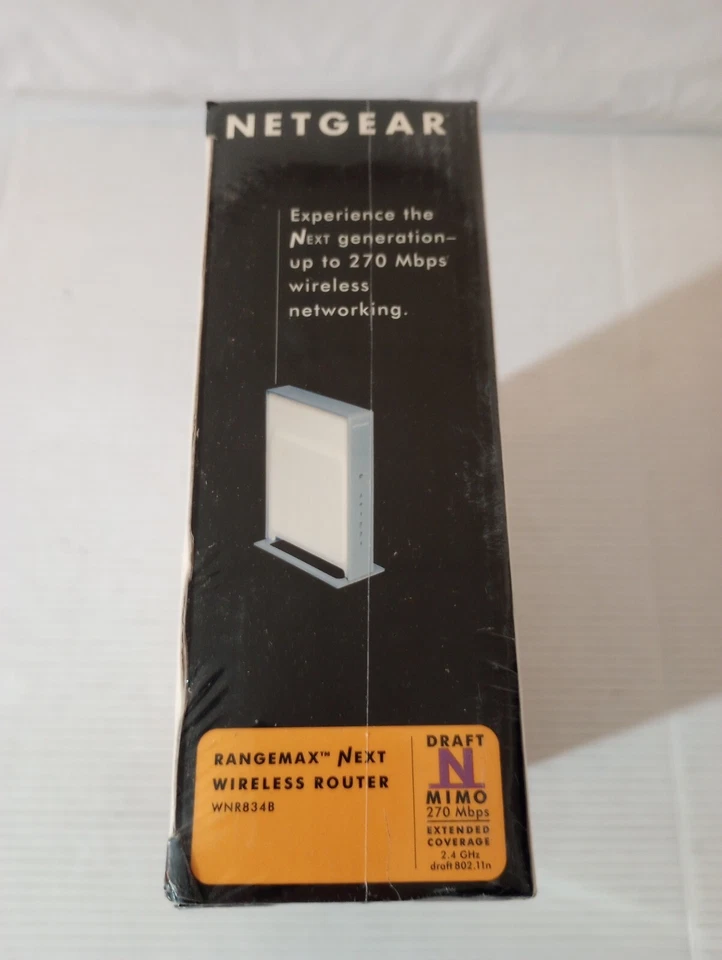 NETGEAR
Experience the
NEXT generation–
up to 270 Mbps
wireless
networking.
RANGEMAX™ NEXT
WIRELESS ROUTER
WNR834B
DRAFT
N
MIMO
270 Mbps
EXTENDED
COVERAGE
2.4 GHz
draft 802.11n